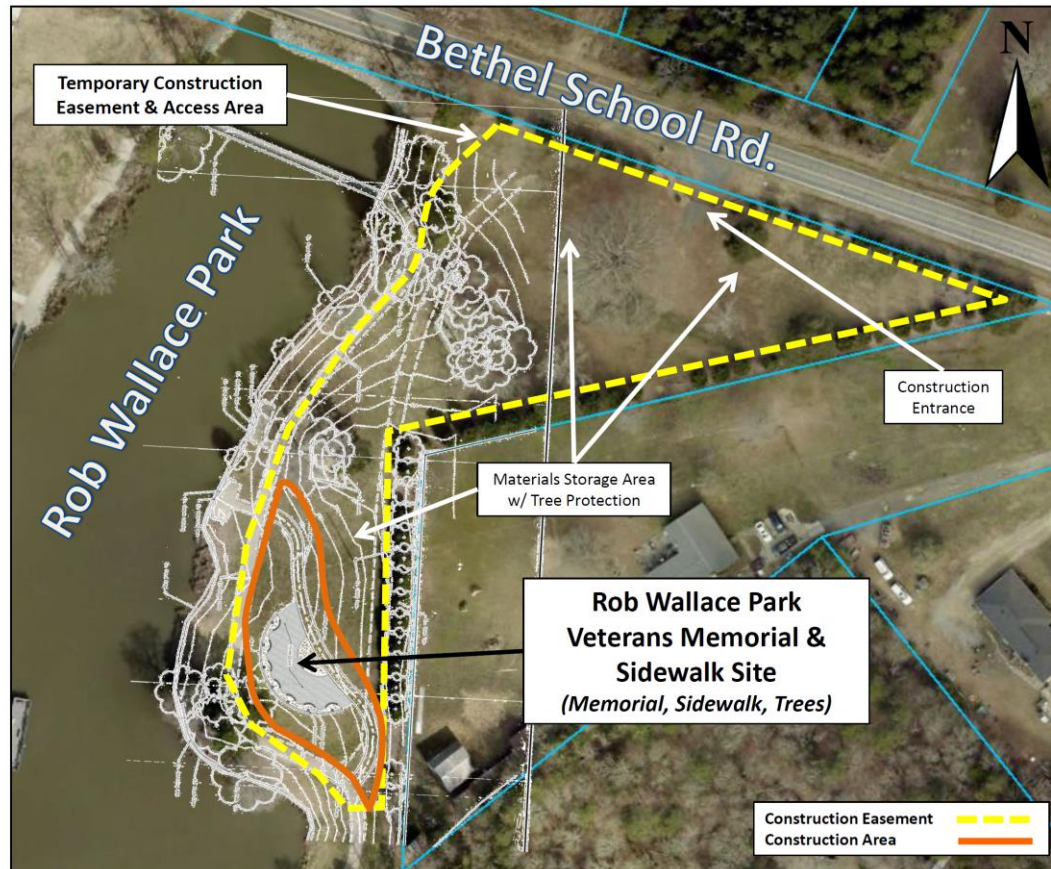 Bethel School Rd.
N
Temporary Construction
Easement & Access Area
Rob Wallace Park
Construction
Entrance
Materials Storage Area
w/ Tree Protection
Rob Wallace Park
Veterans Memorial &
Sidewalk Site
(Memorial, Sidewalk, Trees)
Construction Easement
Construction Area